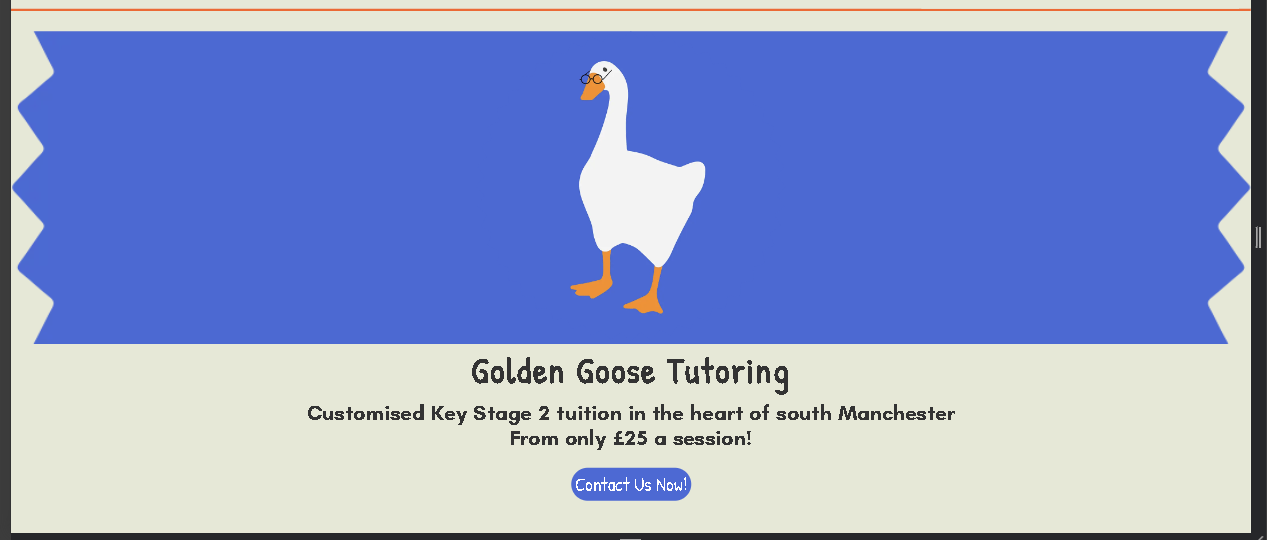 Golden Goose Tutoring
Customised Key Stage 2 tuition in the heart of south Manchester
From only £25 a session!
Contact Us Now!